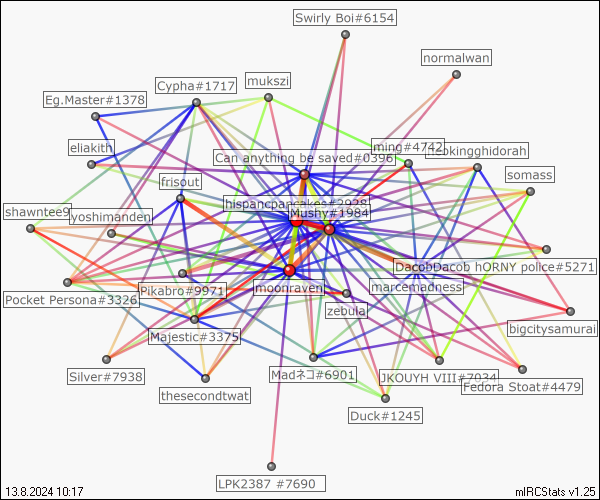 Swirly Boi#6154
normalwan
mukszi
Cypha#1717
Eg.Master#1378
ming#4742
eliakith
Can anything be saved#0396
frisout
somass
hispancpancakes#2928
shawntee9
yoshimanden
Mushy#1984
DacobDacob hORNY police#5271
Pikabro#9971
moonraven
marcemadness
Pocket Persona#3326
zebula
bigcitysamurai
Majestic#3375
Silver#7938
Madネコ#6901
JKOUYH VIII#7034
Fedora Stoat#4479
thesecondtwat
Duck#1245
LPK2387 #7690
13.8.2024 10:17
mIRCStats v1.25